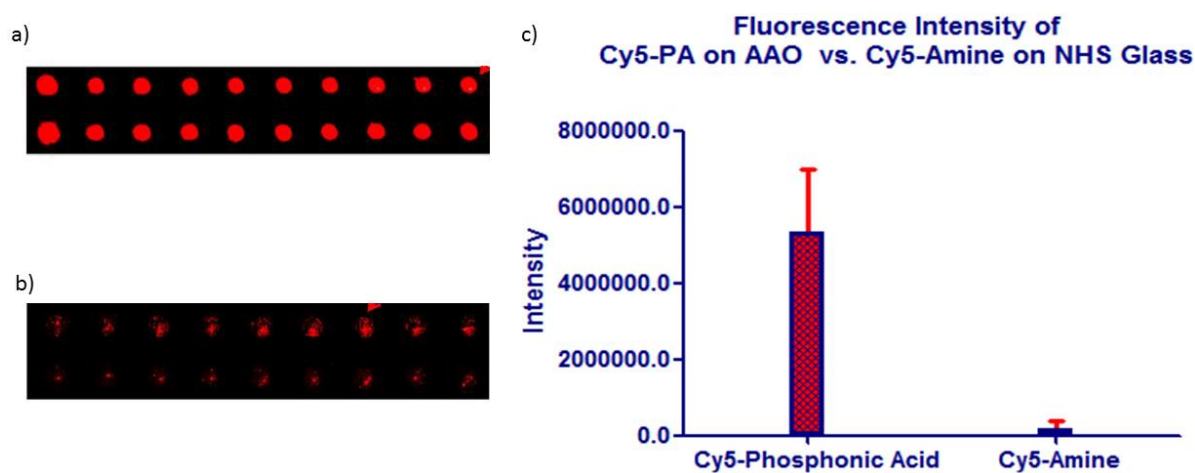 a)
b)
c)
Fluorescence Intensity of
Cy5-PA on AAO vs. Cy5-Amine on NHS Glass
Intensity
8000000.0
6000000.0
4000000.0
2000000.0
0.0
Cy5-Phosphonic Acid
Cy5-Amine